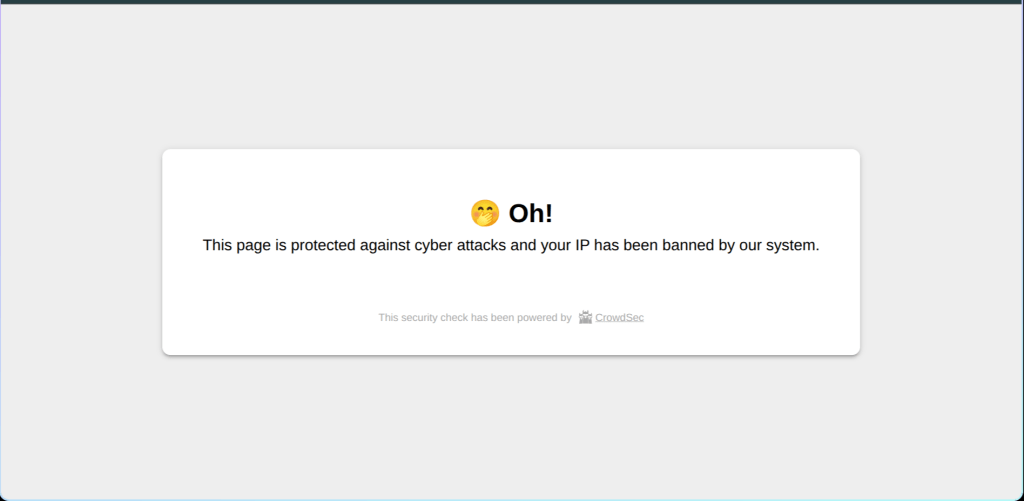 🤭 Oh!
This page is protected against cyber attacks and your IP has been banned by our system.
This security check has been powered by CrowdSec